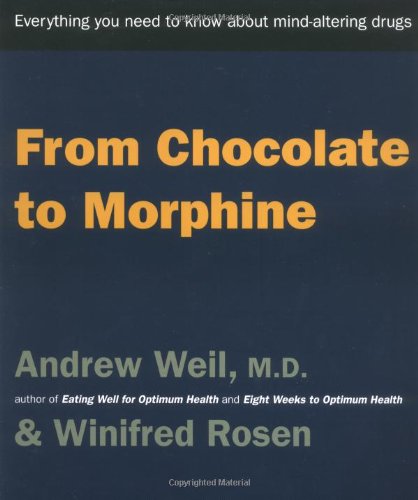 Everything you need to know about mind-altering drugs
From Chocolate
to Morphine
Andrew Weil, M.D.
author of Eating Well for Optimum Health and Eight Weeks to Optimum Health
& Winifred Rosen
Copyrighted Material